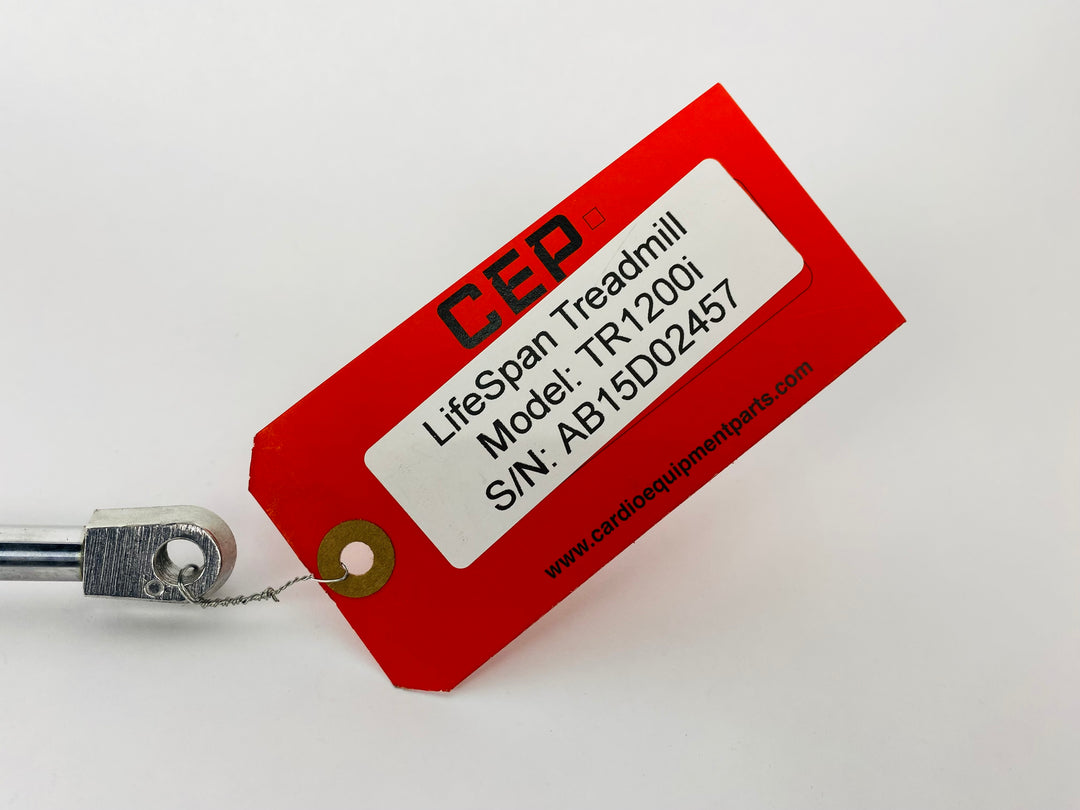 CEP
LifeSpan Treadmill
Model: TR1200i
S/N: AB15D02457
www.cardioequipmentparts.com